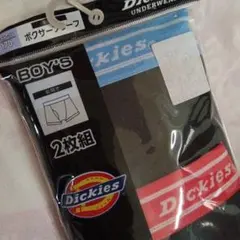 ボクサーブリーフ
Dickies
UNDERWEAR
BOY'S
Dickies
2枚組
Dickies
Dickies